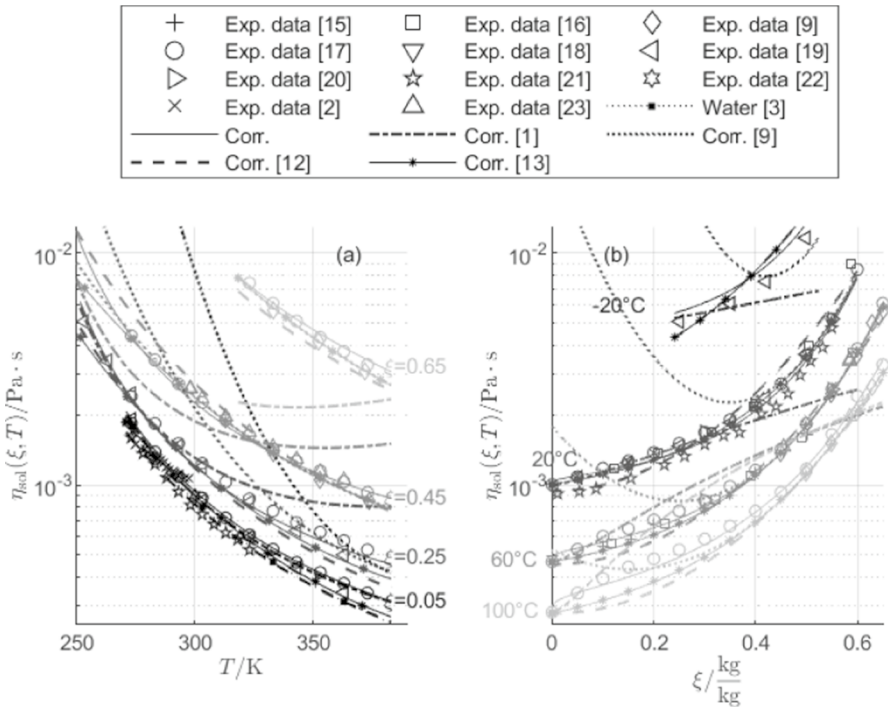 Exp. data [15] Exp. data [16] Exp. data [9]
Exp. data [17] Exp. data [18] Exp. data [19]
Exp. data [20] Exp. data [21] Exp. data [22]
Exp. data [2] Exp. data [23] Water [3]
Corr. Corr. [1] Corr. [9]
Corr. [12] Corr. [13]
(a) (b)
10⁻² 10⁻²
-20°C
ξ=0.65
η_sol(ξ,T)/Pa·s η_sol(ξ,T)/Pa·s
20°C
10⁻³ ξ=0.45 10⁻³
ξ=0.25 60°C
ξ=0.05 100°C
250 300 350 0 0.2 0.4 0.6
T/K ξ/kg/kg